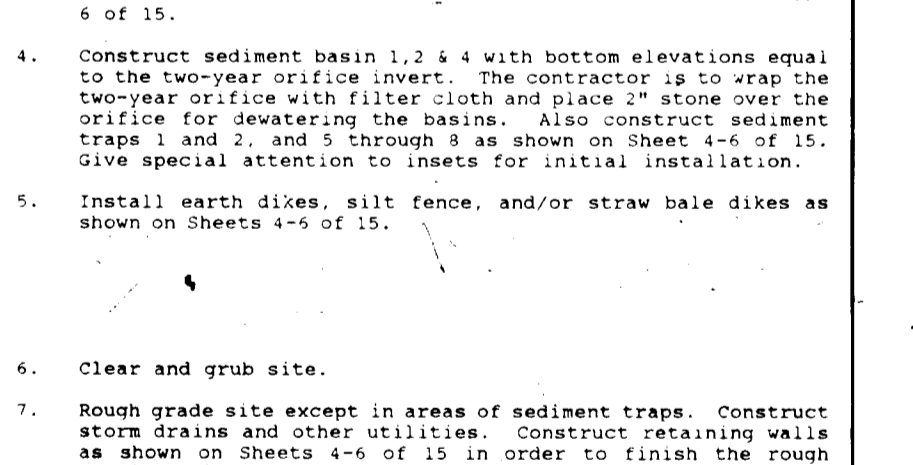 6 of 15.
4. Construct sediment basin 1,2 & 4 with bottom elevations equal
to the two-year orifice invert. The contractor is to wrap the
two-year orifice with filter cloth and place 2" stone over the
orifice for dewatering the basins. Also construct sediment
traps 1 and 2, and 5 through 8 as shown on Sheet 4-6 of 15.
Give special attention to insets for initial installation.
5. Install earth dikes, silt fence, and/or straw bale dikes as
shown on Sheets 4-6 of 15.
6. Clear and grub site.
7. Rough grade site except in areas of sediment traps. Construct
storm drains and other utilities. Construct retaining walls
as shown on Sheets 4-6 of 15 in order to finish the rough